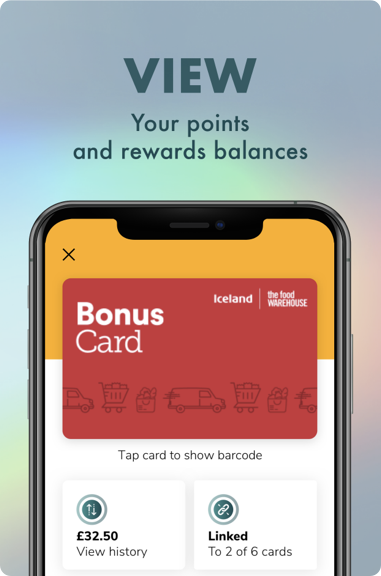 VIEW
Your points
and rewards balances
Iceland
the food
WAREHOUSE
Bonus
Card
Tap card to show barcode
£32.50
View history
Linked
To 2 of 6 cards